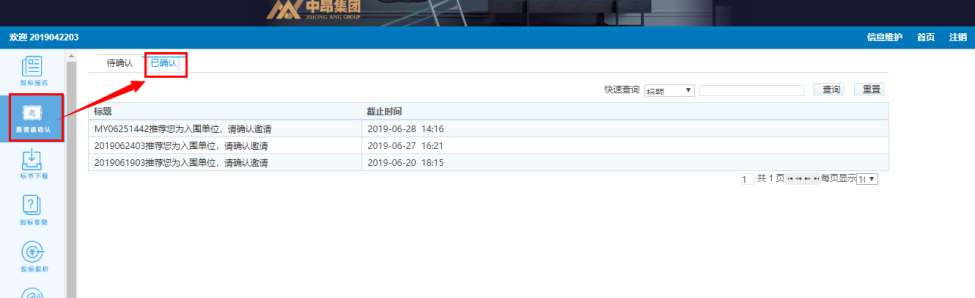 中昂集团
ZHONG ANG GROUP
欢迎 2019042203
信息维护 首页 注销
投标报名
待确认 已确认
快速查询 标题 查询 重置
邀
邀请函确认
标题 截止时间
MY06251442推荐您为入围单位，请确认邀请 2019-06-28 14:16
2019062403推荐您为入围单位，请确认邀请 2019-06-27 16:21
2019061903推荐您为入围单位，请确认邀请 2019-06-20 18:15
标书下载
1 共 1 页 每页显示
招标答疑
投标报价